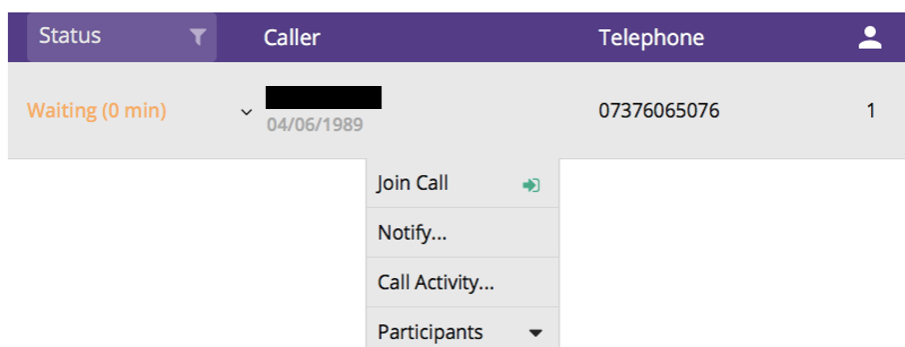 Status Caller Telephone
Waiting (0 min) 07376065076 1
04/06/1989
Join Call
Notify...
Call Activity...
Participants